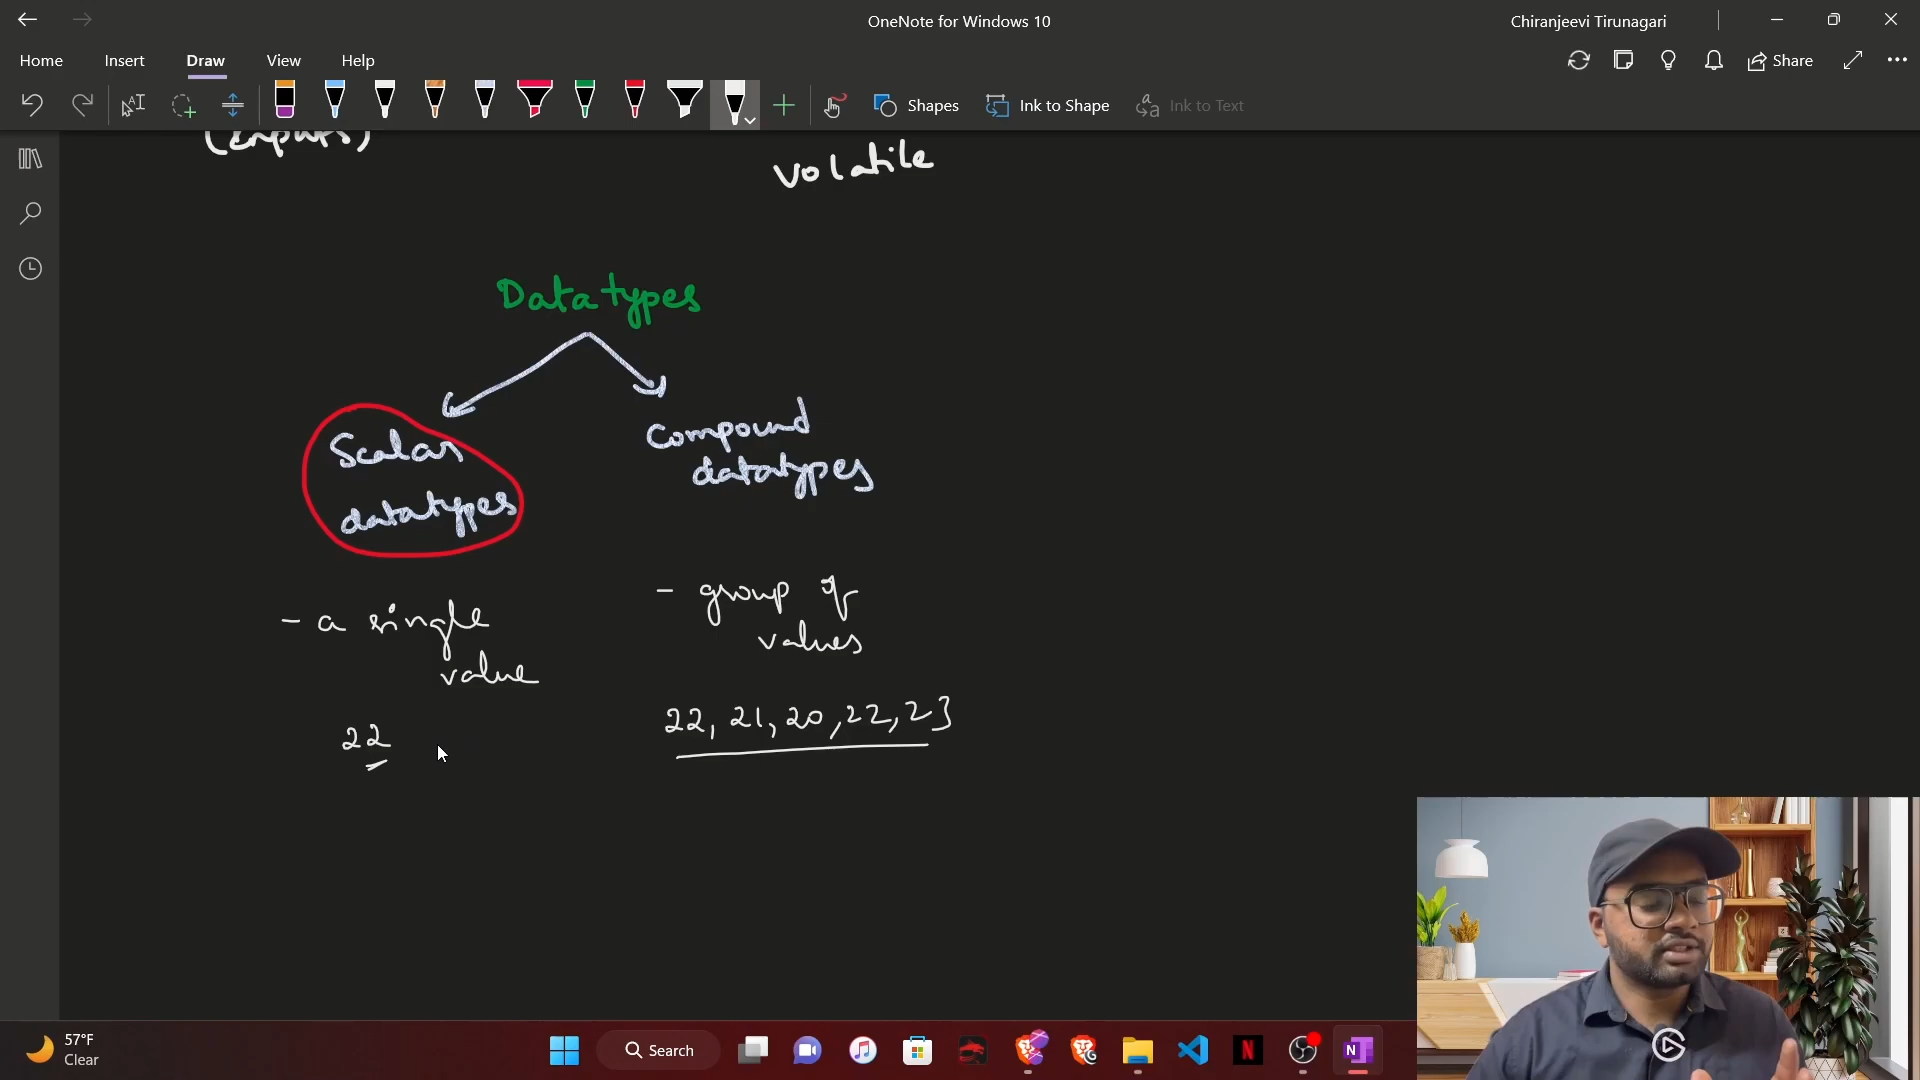 OneNote for Windows 10
Chiranjeevi Tirunagari
Home Insert Draw View Help
Share
Shapes Ink to Shape Ink to Text
(inputs)
volatile
Datatypes
Scalar
datatypes
Compound
datatypes
- a single
value
- group of
values
22
22, 21, 20, 22, 23
57°F
Clear
Search